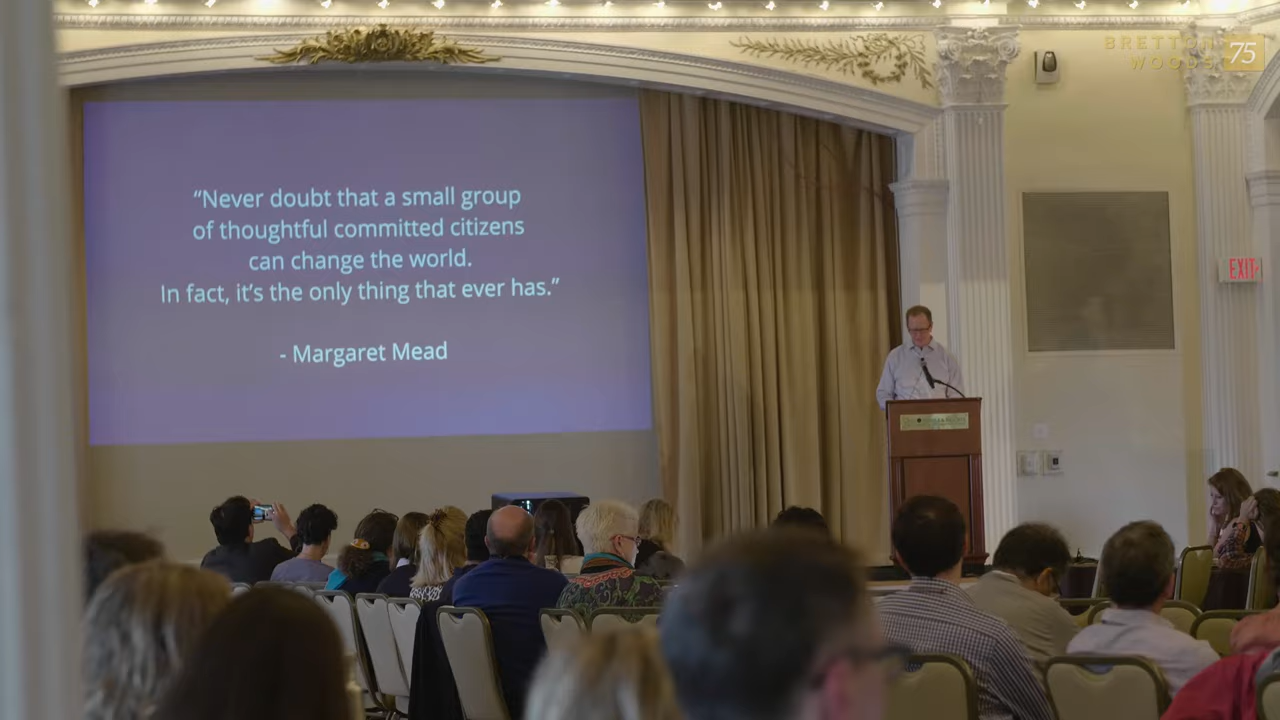 BRETTON
WOODS 75
“Never doubt that a small group
of thoughtful committed citizens
can change the world.
In fact, it’s the only thing that ever has.”
- Margaret Mead
EXIT